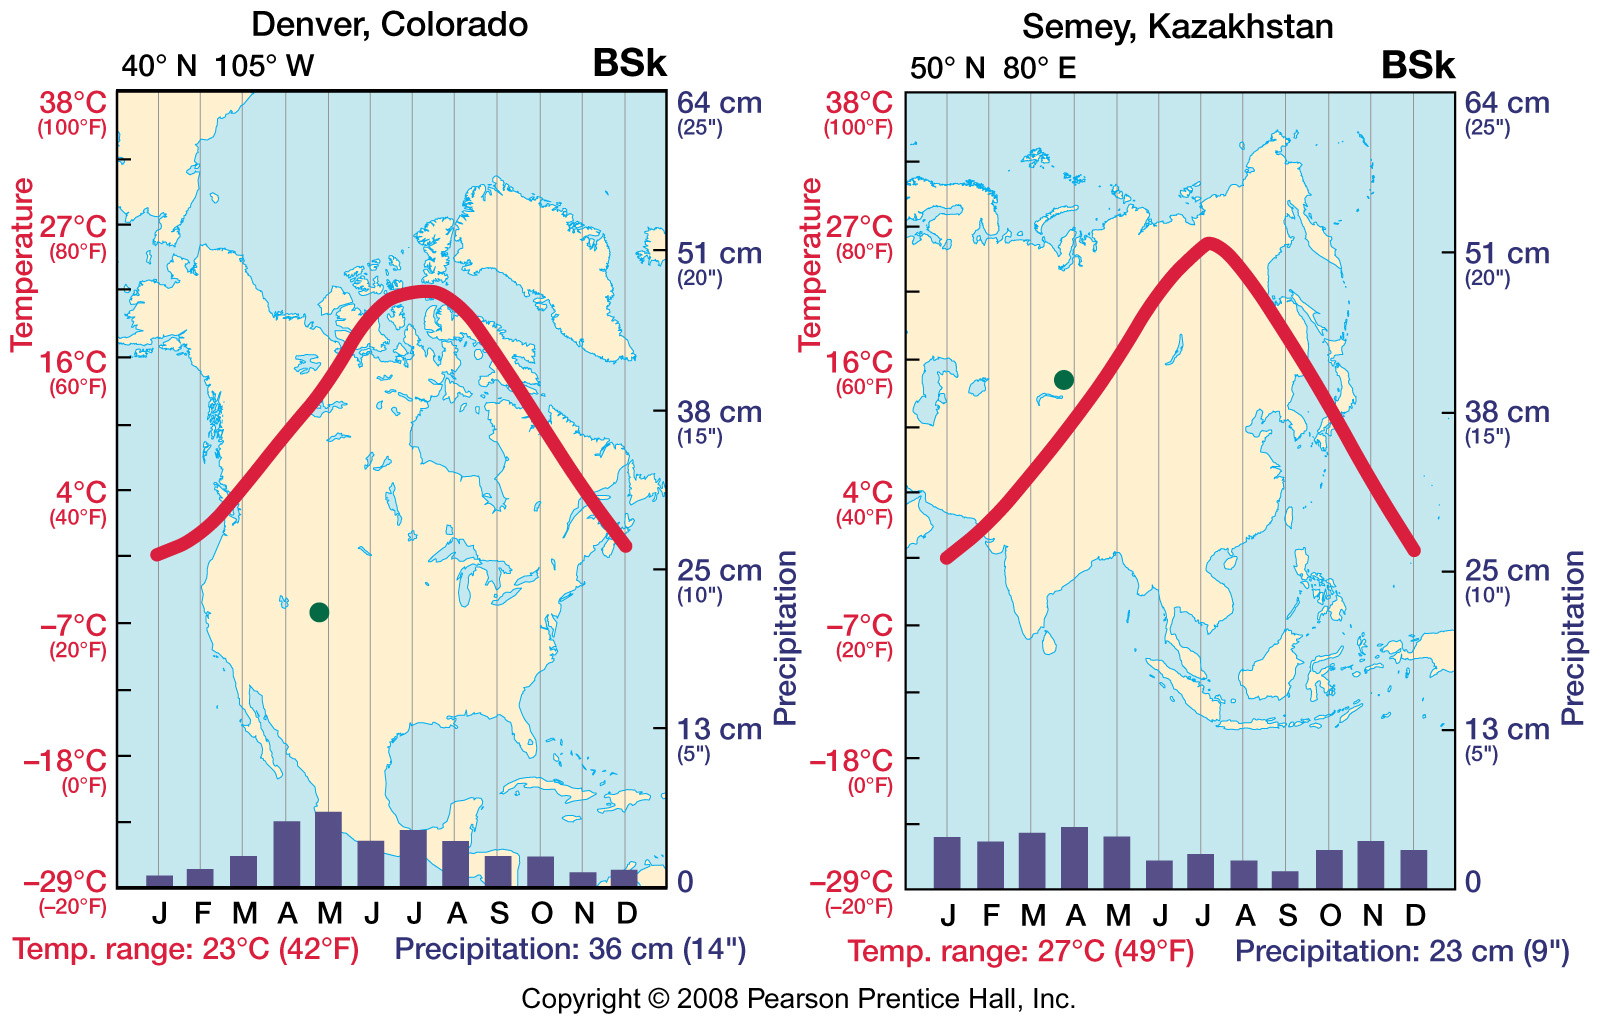 Denver, Colorado
40° N 105° W BSk
Temperature
38°C
(100°F)
27°C
(80°F)
16°C
(60°F)
4°C
(40°F)
–7°C
(20°F)
–18°C
(0°F)
–29°C
(–20°F)
64 cm
(25")
51 cm
(20")
38 cm
(15")
25 cm
(10")
13 cm
(5")
0
Precipitation
J F M A M J J A S O N D
Temp. range: 23°C (42°F) Precipitation: 36 cm (14")
Semey, Kazakhstan
50° N 80° E BSk
Temperature
38°C
(100°F)
27°C
(80°F)
16°C
(60°F)
4°C
(40°F)
–7°C
(20°F)
–18°C
(0°F)
–29°C
(–20°F)
64 cm
(25")
51 cm
(20")
38 cm
(15")
25 cm
(10")
13 cm
(5")
0
Precipitation
J F M A M J J A S O N D
Temp. range: 27°C (49°F) Precipitation: 23 cm (9")
Copyright © 2008 Pearson Prentice Hall, Inc.